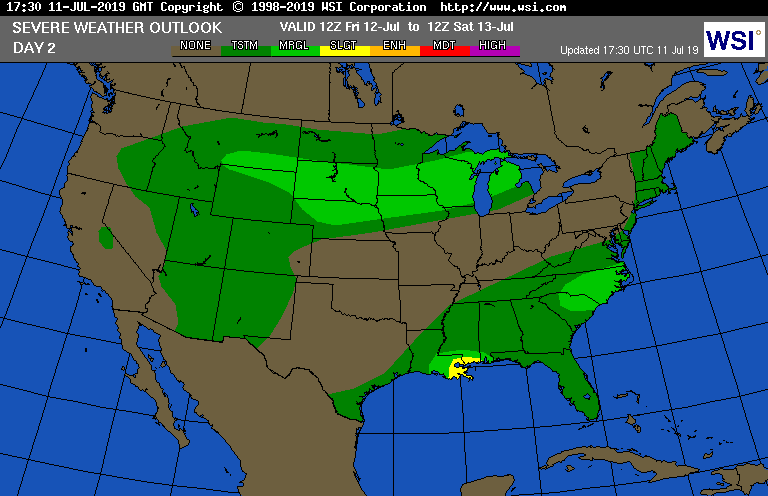 17:30 11-JUL-2019 GMT Copyright © 1998-2019 WSI Corporation http://www.wsi.com
SEVERE WEATHER OUTLOOK VALID 12Z Fri 12-Jul to 12Z Sat 13-Jul
DAY 2 NONE TSTM MRGL SLGT ENH MDT HIGH
Updated 17:30 UTC 11 Jul 19
WSI